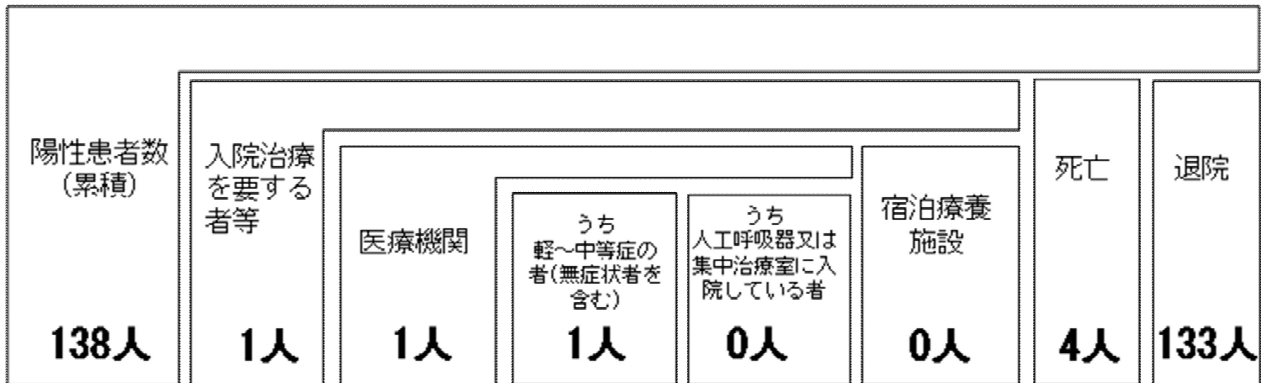 陽性患者数
(累積)
138人
入院治療
を要する
者等
1人
医療機関
1人
うち
軽～中等症の
者(無症状者を
含む)
1人
うち
人工呼吸器又は
集中治療室に入
院している者
0人
宿泊療養
施設
0人
死亡
4人
退院
133人